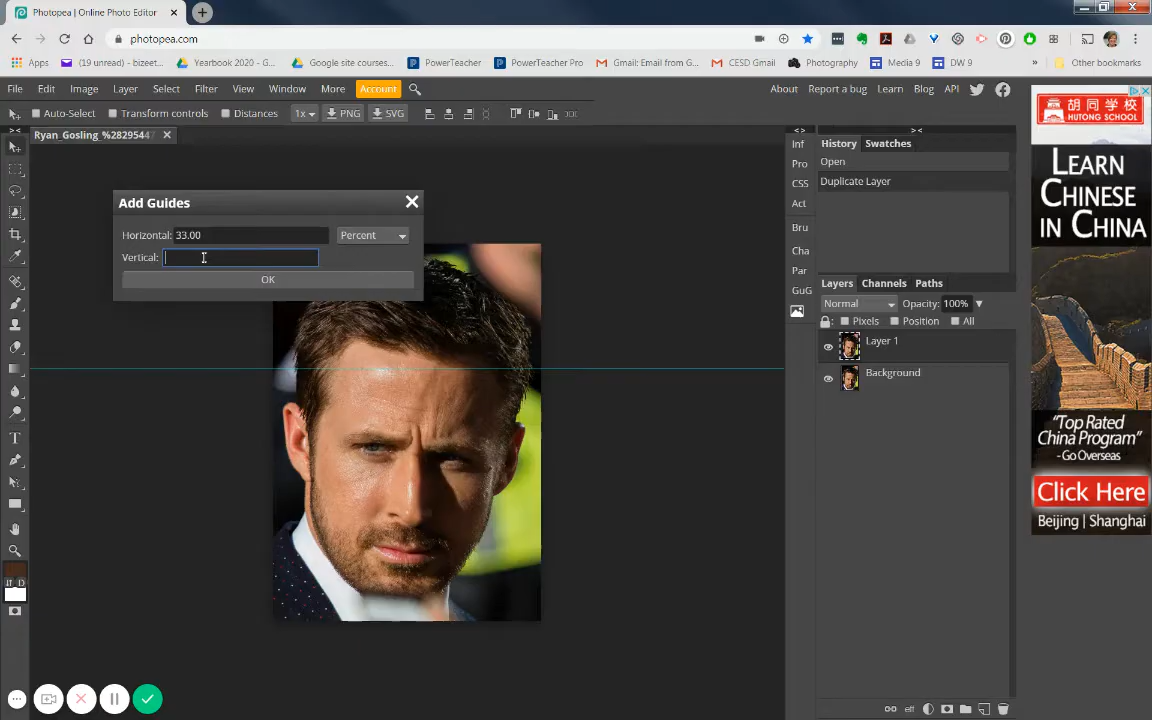 Photopea | Online Photo Editor
photopea.com
Apps
(19 unread) - bizeet...
Yearbook 2020 - G...
Google site courses...
PowerTeacher
PowerTeacher Pro
Gmail: Email from G...
CESD Gmail
Photography
Media 9
DW 9
»
Other bookmarks
File Edit Image Layer Select Filter View Window More Account
About Report a bug Learn Blog API
Auto-Select Transform controls Distances 1x PNG SVG
Ryan_Gosling_%28295447
Add Guides
Horizontal: 33.00 Percent
Vertical:
OK
Inf
Pro
CSS
Act
Bru
Cha
Par
GuG
History Swatches
Open
Duplicate Layer
Layers Channels Paths
Normal Opacity: 100%
Pixels Position All
Layer 1
Background
eff
胡同学校
HUTONG SCHOOL
LEARN
CHINESE
IN CHINA
"Top Rated
China Program"
- Go Overseas
Click Here
Beijing | Shanghai